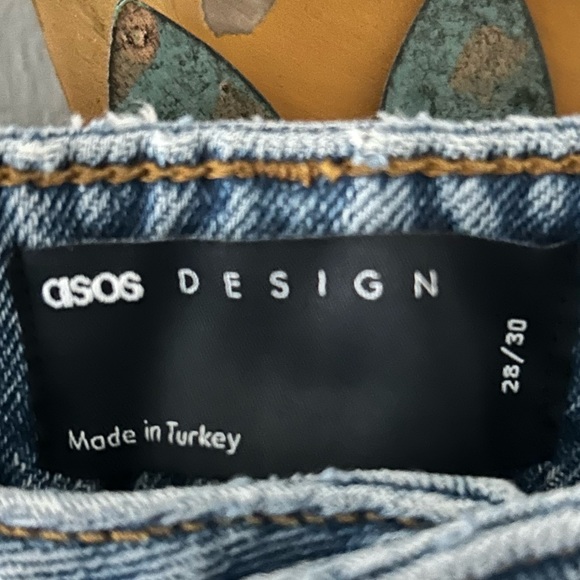 asos DESIGN
28/30
Made in Turkey